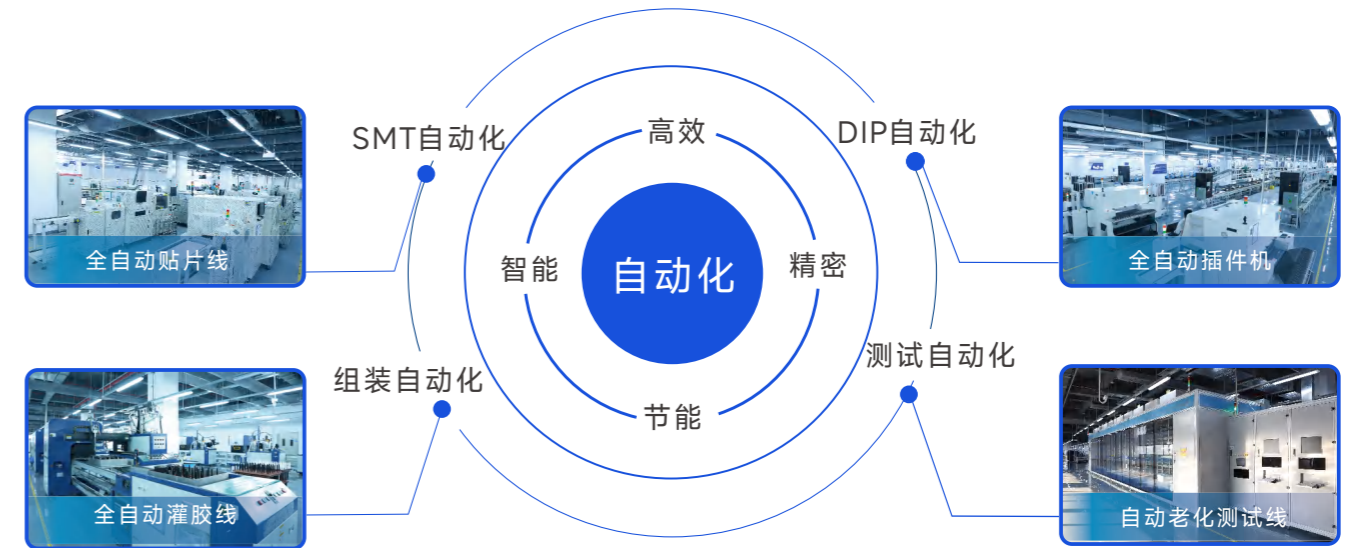 SMT自动化
高效
DIP自动化
全自动贴片线
智能
自动化
精密
全自动插件机
组装自动化
节能
测试自动化
全自动灌胶线
自动老化测试线